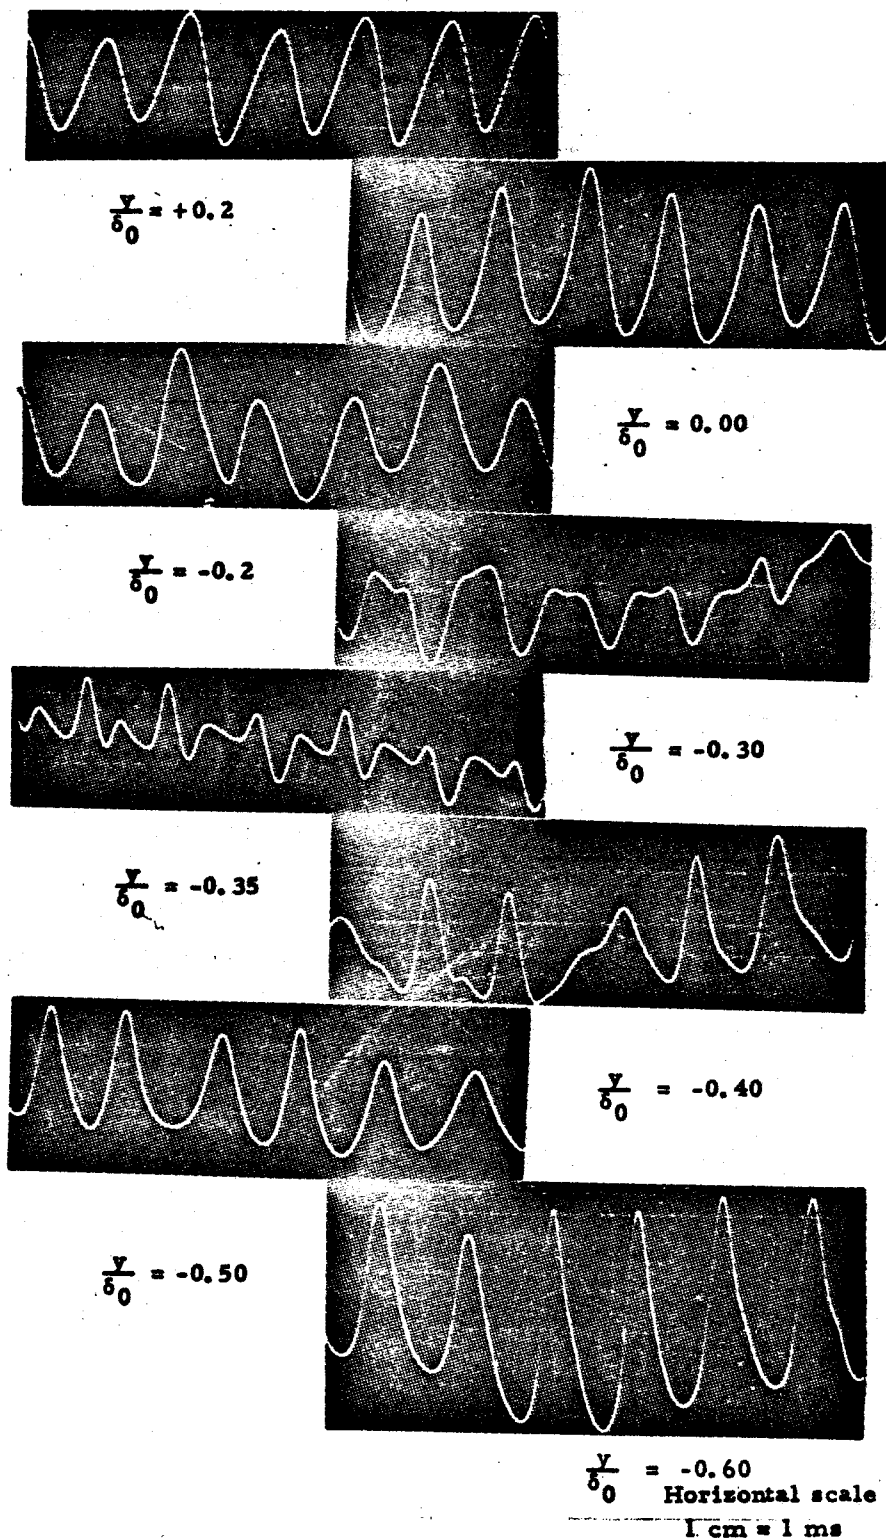 y/δ0 = +0.2
y/δ0 = 0.00
y/δ0 = -0.2
y/δ0 = -0.30
y/δ0 = -0.35
y/δ0 = -0.40
y/δ0 = -0.50
y/δ0 = -0.60
Horizontal scale
1 cm = 1 ms